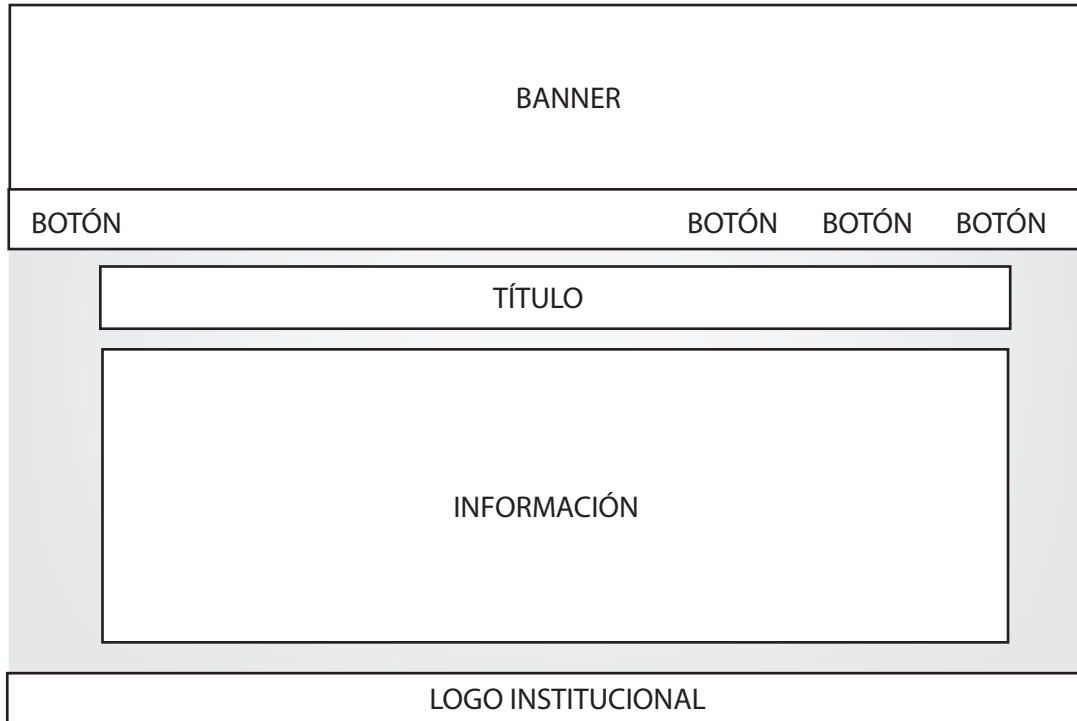 BANNER
BOTÓN BOTÓN BOTÓN BOTÓN
TÍTULO
INFORMACIÓN
LOGO INSTITUCIONAL